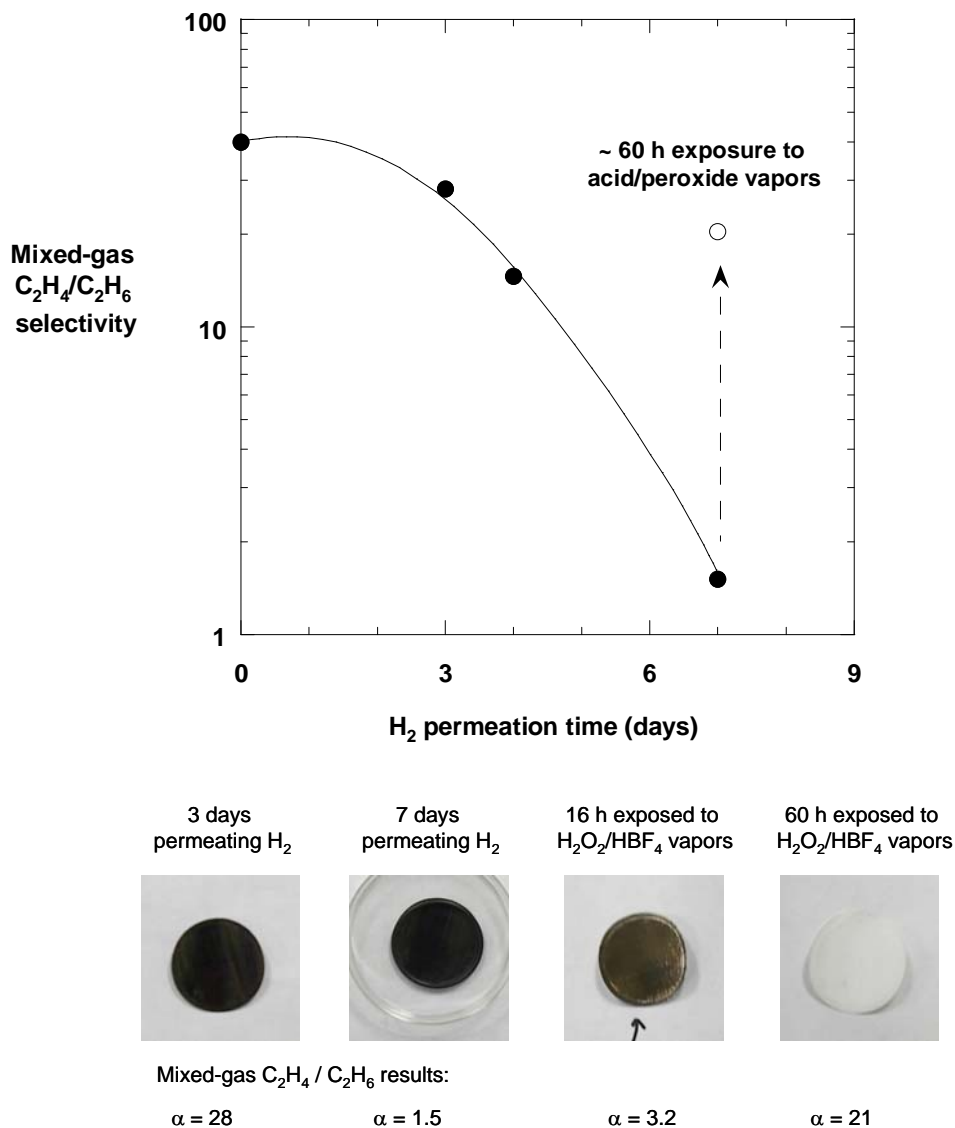 100
~ 60 h exposure to
acid/peroxide vapors
Mixed-gas
C₂H₄/C₂H₆
selectivity
10
1
0 3 6 9
H₂ permeation time (days)
3 days
permeating H₂
7 days
permeating H₂
16 h exposed to
H₂O₂/HBF₄ vapors
60 h exposed to
H₂O₂/HBF₄ vapors
Mixed-gas C₂H₄ / C₂H₆ results:
α = 28 α = 1.5 α = 3.2 α = 21